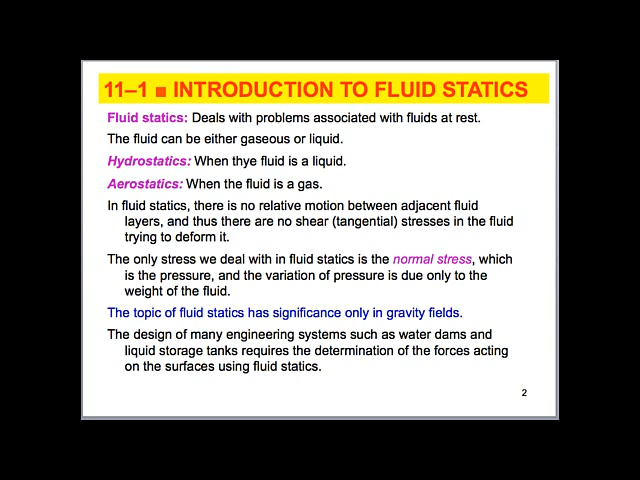 11–1 ■ INTRODUCTION TO FLUID STATICS
Fluid statics: Deals with problems associated with fluids at rest.
The fluid can be either gaseous or liquid.
Hydrostatics: When thye fluid is a liquid.
Aerostatics: When the fluid is a gas.
In fluid statics, there is no relative motion between adjacent fluid
layers, and thus there are no shear (tangential) stresses in the fluid
trying to deform it.
The only stress we deal with in fluid statics is the normal stress, which
is the pressure, and the variation of pressure is due only to the
weight of the fluid.
The topic of fluid statics has significance only in gravity fields.
The design of many engineering systems such as water dams and
liquid storage tanks requires the determination of the forces acting
on the surfaces using fluid statics.
2